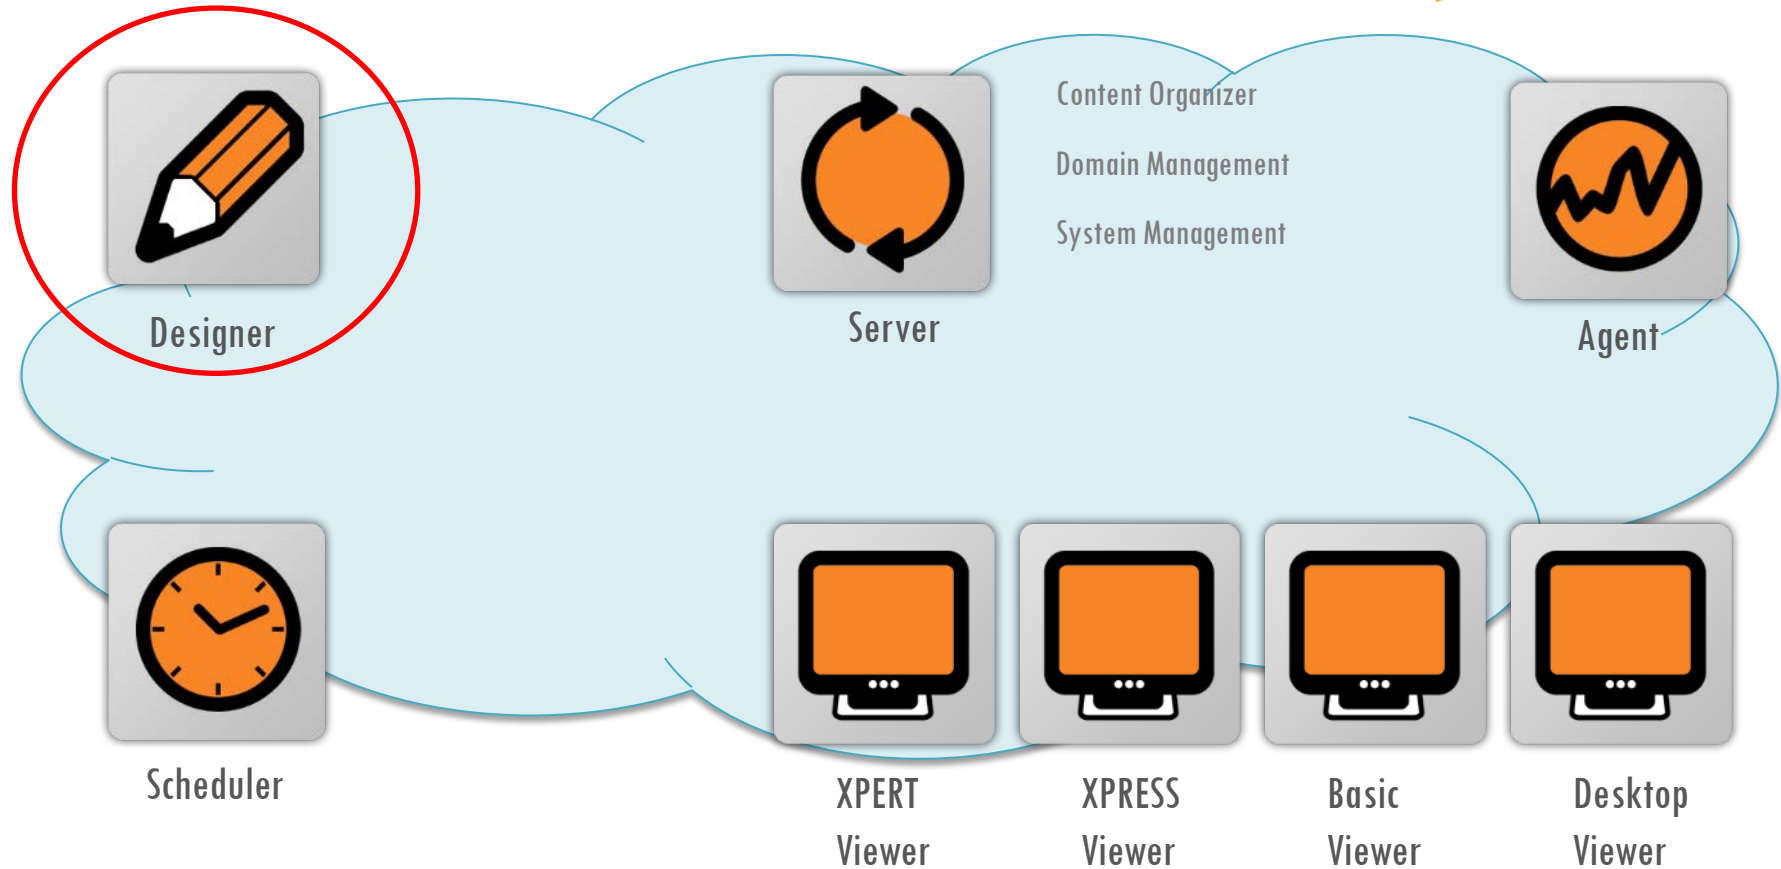 Content Organizer
Domain Management
System Management
Designer
Server
Agent
Scheduler
XPERT
Viewer
XPRESS
Viewer
Basic
Viewer
Desktop
Viewer